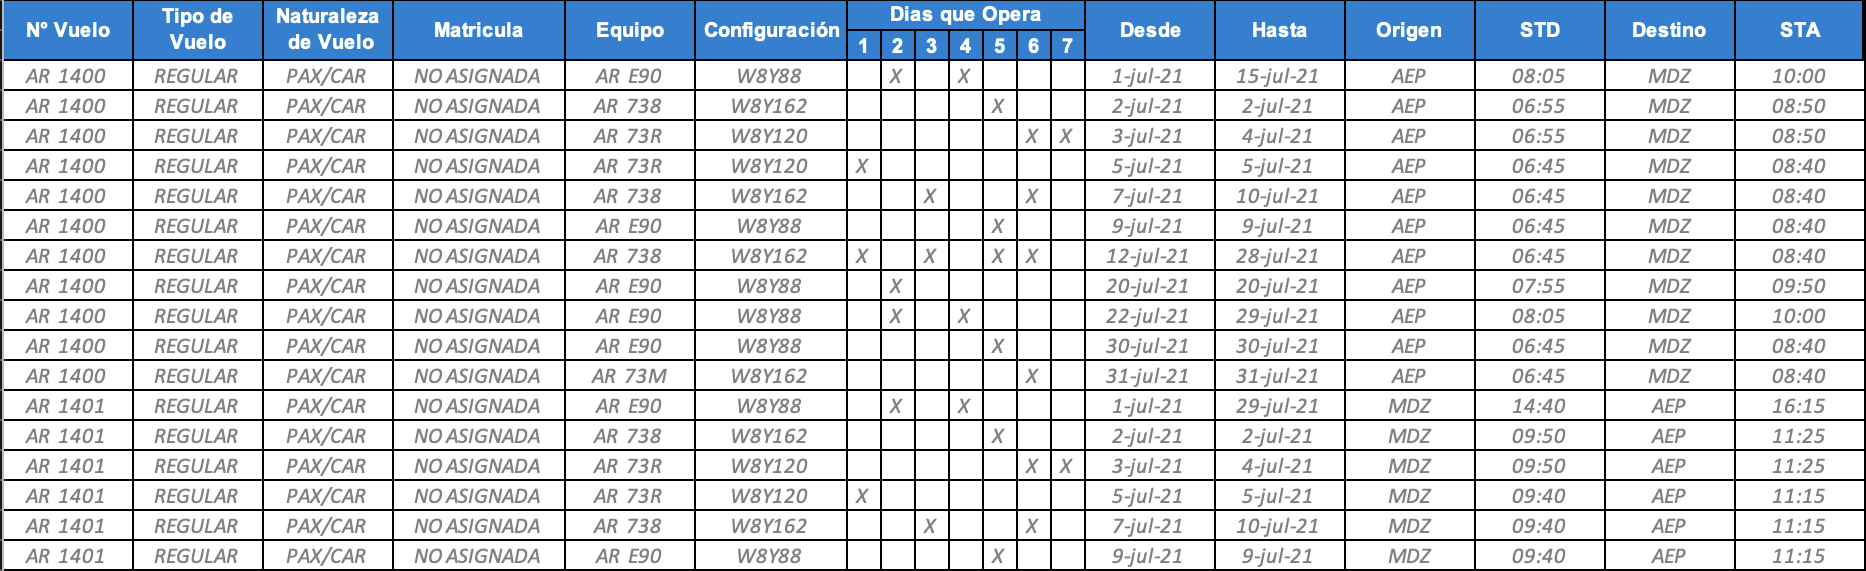 Nº Vuelo Tipo de Vuelo Naturaleza de Vuelo Matricula Equipo Configuración Dias que Opera Desde Hasta Origen STD Destino STA
1 2 3 4 5 6 7
AR 1400 REGULAR PAX/CAR NO ASIGNADA AR E90 W8Y88 X X 1-jul-21 15-jul-21 AEP 08:05 MDZ 10:00
AR 1400 REGULAR PAX/CAR NO ASIGNADA AR 738 W8Y162 X 2-jul-21 2-jul-21 AEP 06:55 MDZ 08:50
AR 1400 REGULAR PAX/CAR NO ASIGNADA AR 73R W8Y120 X X 3-jul-21 4-jul-21 AEP 06:55 MDZ 08:50
AR 1400 REGULAR PAX/CAR NO ASIGNADA AR 73R W8Y120 X 5-jul-21 5-jul-21 AEP 06:45 MDZ 08:40
AR 1400 REGULAR PAX/CAR NO ASIGNADA AR 738 W8Y162 X X 7-jul-21 10-jul-21 AEP 06:45 MDZ 08:40
AR 1400 REGULAR PAX/CAR NO ASIGNADA AR E90 W8Y88 X 9-jul-21 9-jul-21 AEP 06:45 MDZ 08:40
AR 1400 REGULAR PAX/CAR NO ASIGNADA AR 738 W8Y162 X X X X 12-jul-21 28-jul-21 AEP 06:45 MDZ 08:40
AR 1400 REGULAR PAX/CAR NO ASIGNADA AR E90 W8Y88 X 20-jul-21 20-jul-21 AEP 07:55 MDZ 09:50
AR 1400 REGULAR PAX/CAR NO ASIGNADA AR E90 W8Y88 X X 22-jul-21 29-jul-21 AEP 08:05 MDZ 10:00
AR 1400 REGULAR PAX/CAR NO ASIGNADA AR E90 W8Y88 X 30-jul-21 30-jul-21 AEP 06:45 MDZ 08:40
AR 1400 REGULAR PAX/CAR NO ASIGNADA AR 73M W8Y162 X 31-jul-21 31-jul-21 AEP 06:45 MDZ 08:40
AR 1401 REGULAR PAX/CAR NO ASIGNADA AR E90 W8Y88 X X 1-jul-21 29-jul-21 MDZ 14:40 AEP 16:15
AR 1401 REGULAR PAX/CAR NO ASIGNADA AR 738 W8Y162 X 2-jul-21 2-jul-21 MDZ 09:50 AEP 11:25
AR 1401 REGULAR PAX/CAR NO ASIGNADA AR 73R W8Y120 X X 3-jul-21 4-jul-21 MDZ 09:50 AEP 11:25
AR 1401 REGULAR PAX/CAR NO ASIGNADA AR 73R W8Y120 X 5-jul-21 5-jul-21 MDZ 09:40 AEP 11:15
AR 1401 REGULAR PAX/CAR NO ASIGNADA AR 738 W8Y162 X X 7-jul-21 10-jul-21 MDZ 09:40 AEP 11:15
AR 1401 REGULAR PAX/CAR NO ASIGNADA AR E90 W8Y88 X 9-jul-21 9-jul-21 MDZ 09:40 AEP 11:15